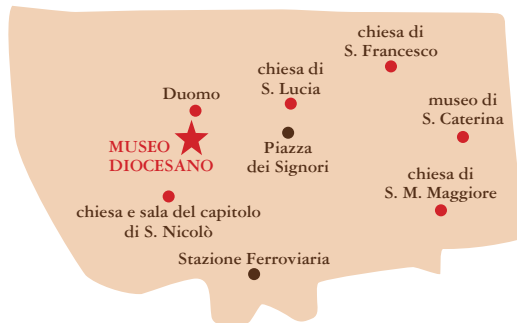 chiesa di
S. Francesco
chiesa di
S. Lucia
Duomo
museo di
S. Caterina
MUSEO
DIOCESANO
Piazza
dei Signori
chiesa di
S. M. Maggiore
chiesa e sala del capitolo
di S. Nicolò
Stazione Ferroviaria